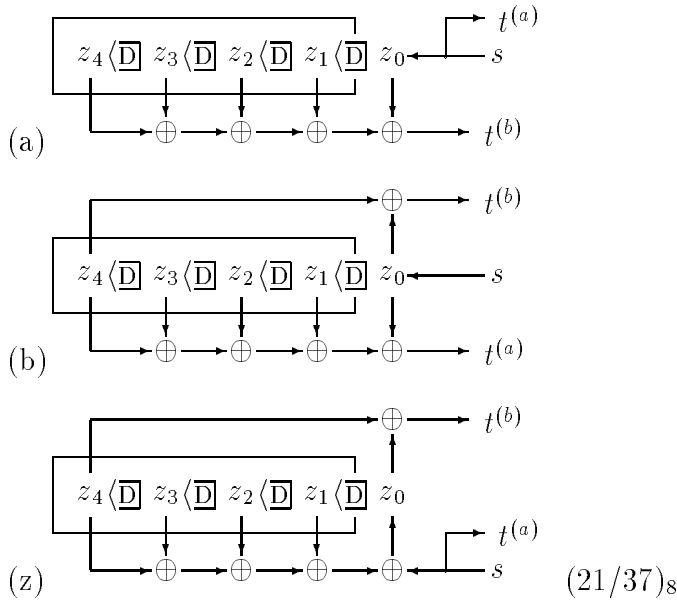 t^(a)
z₄⟨D z₃⟨D z₂⟨D z₁⟨D z₀ s
(a) ⊕ ⊕ ⊕ ⊕ t^(b)
⊕ t^(b)
z₄⟨D z₃⟨D z₂⟨D z₁⟨D z₀ s
(b) ⊕ ⊕ ⊕ ⊕ t^(a)
⊕ t^(b)
z₄⟨D z₃⟨D z₂⟨D z₁⟨D z₀
t^(a)
(z) ⊕ ⊕ ⊕ ⊕ s (21/37)₈